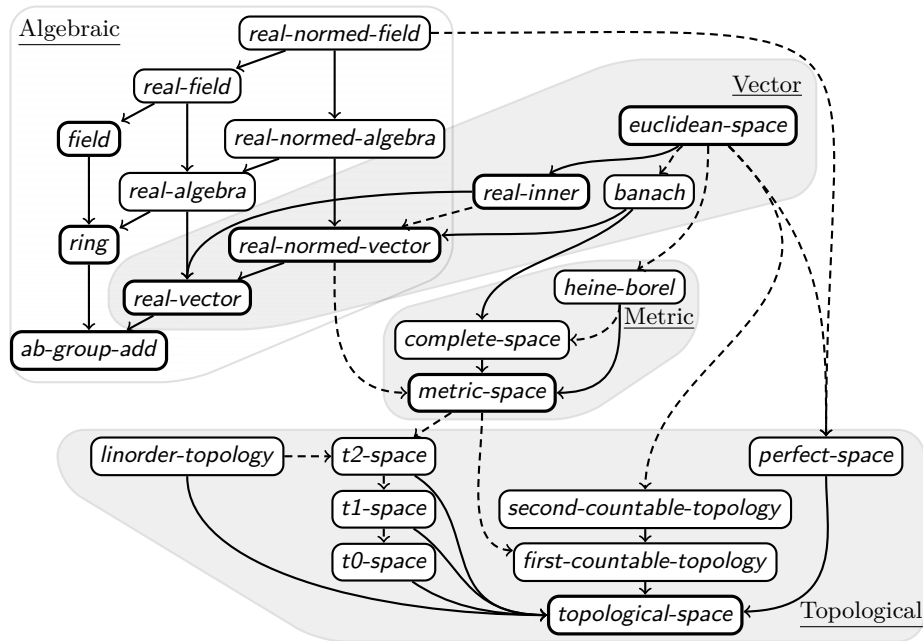 Algebraic
real-normed-field
real-field
Vector
euclidean-space
field
real-normed-algebra
real-algebra
real-inner
banach
ring
real-normed-vector
real-vector
heine-borel
Metric
ab-group-add
complete-space
metric-space
linorder-topology
t2-space
perfect-space
t1-space
second-countable-topology
t0-space
first-countable-topology
topological-space
Topological